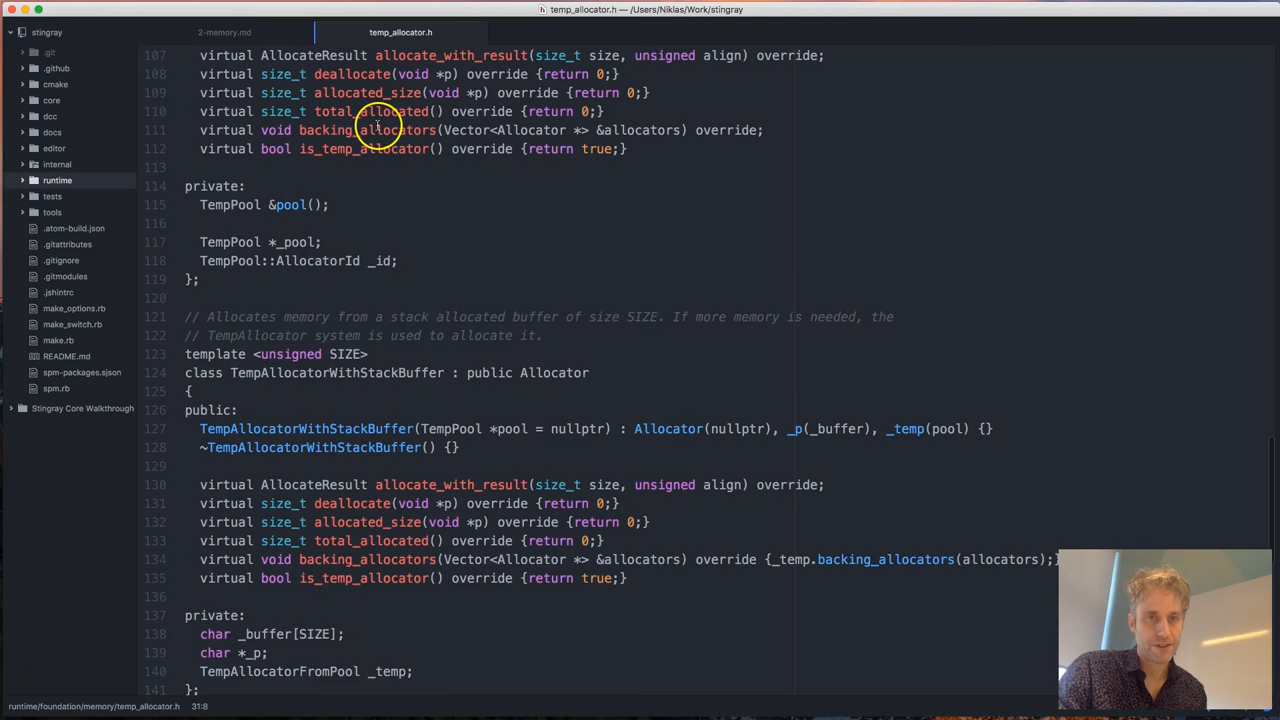 temp_allocator.h — /Users/Niklas/Work/stingray
stingray
2-memory.md
temp_allocator.h
.git
.github
cmake
core
dcc
docs
editor
internal
runtime
tests
tools
.atom-build.json
.gitattributes
.gitignore
.gitmodules
.jshintrc
make_options.rb
make_switch.rb
make.rb
README.md
spm-packages.sjson
spm.rb
Stingray Core Walkthrough
107 virtual AllocateResult allocate_with_result(size_t size, unsigned align) override;
108 virtual size_t deallocate(void *p) override {return 0;}
109 virtual size_t allocated_size(void *p) override {return 0;}
110 virtual size_t total_allocated() override {return 0;}
111 virtual void backing_allocators(Vector<Allocator *> &allocators) override;
112 virtual bool is_temp_allocator() override {return true;}
113
114 private:
115 TempPool &pool();
116
117 TempPool *_pool;
118 TempPool::AllocatorId _id;
119 };
120
121 // Allocates memory from a stack allocated buffer of size SIZE. If more memory is needed, the
122 // TempAllocator system is used to allocate it.
123 template <unsigned SIZE>
124 class TempAllocatorWithStackBuffer : public Allocator
125 {
126 public:
127 TempAllocatorWithStackBuffer(TempPool *pool = nullptr) : Allocator(nullptr), _p(_buffer), _temp(pool) {}
128 ~TempAllocatorWithStackBuffer() {}
129
130 virtual AllocateResult allocate_with_result(size_t size, unsigned align) override;
131 virtual size_t deallocate(void *p) override {return 0;}
132 virtual size_t allocated_size(void *p) override {return 0;}
133 virtual size_t total_allocated() override {return 0;}
134 virtual void backing_allocators(Vector<Allocator *> &allocators) override {_temp.backing_allocators(allocators);}
135 virtual bool is_temp_allocator() override {return true;}
136
137 private:
138 char _buffer[SIZE];
139 char *_p;
140 TempAllocatorFromPool _temp;
141 };
runtime/foundation/memory/temp_allocator.h 31:8